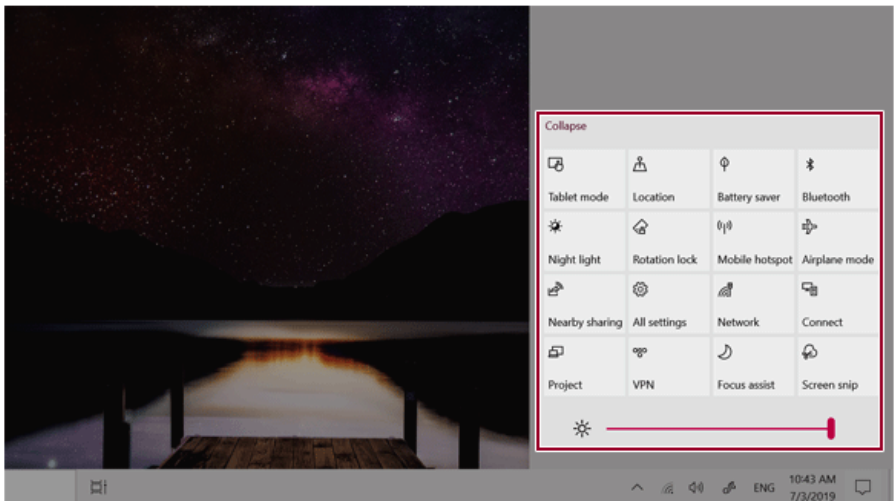 Collapse
Tablet mode Location Battery saver Bluetooth
Night light Rotation lock Mobile hotspot Airplane mode
Nearby sharing All settings Network Connect
Project VPN Focus assist Screen snip
ENG 10:43 AM
7/3/2019